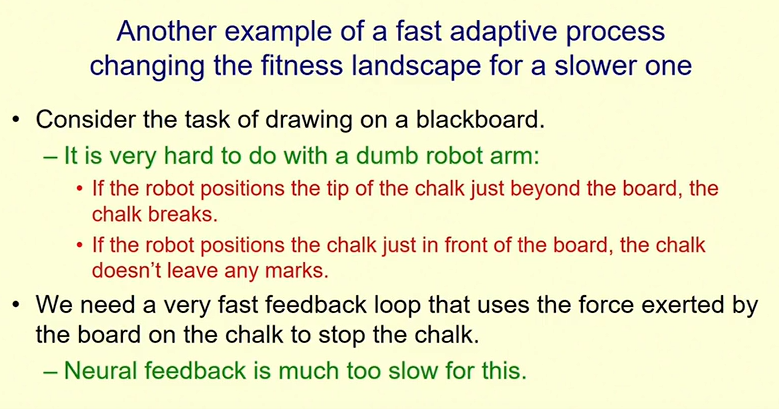 Another example of a fast adaptive process
changing the fitness landscape for a slower one
• Consider the task of drawing on a blackboard.
– It is very hard to do with a dumb robot arm:
• If the robot positions the tip of the chalk just beyond the board, the
chalk breaks.
• If the robot positions the chalk just in front of the board, the chalk
doesn’t leave any marks.
• We need a very fast feedback loop that uses the force exerted by
the board on the chalk to stop the chalk.
– Neural feedback is much too slow for this.